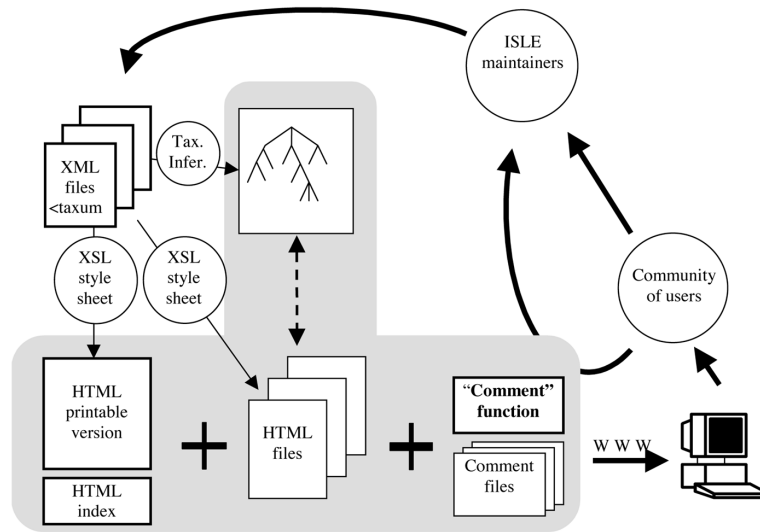 ISLE
maintainers
Tax.
Infer.
XML
files
<taxum
XSL
style
sheet
XSL
style
sheet
Community
of users
HTML
printable
version
HTML
files
“Comment”
function
W W W
Comment
files
HTML
index